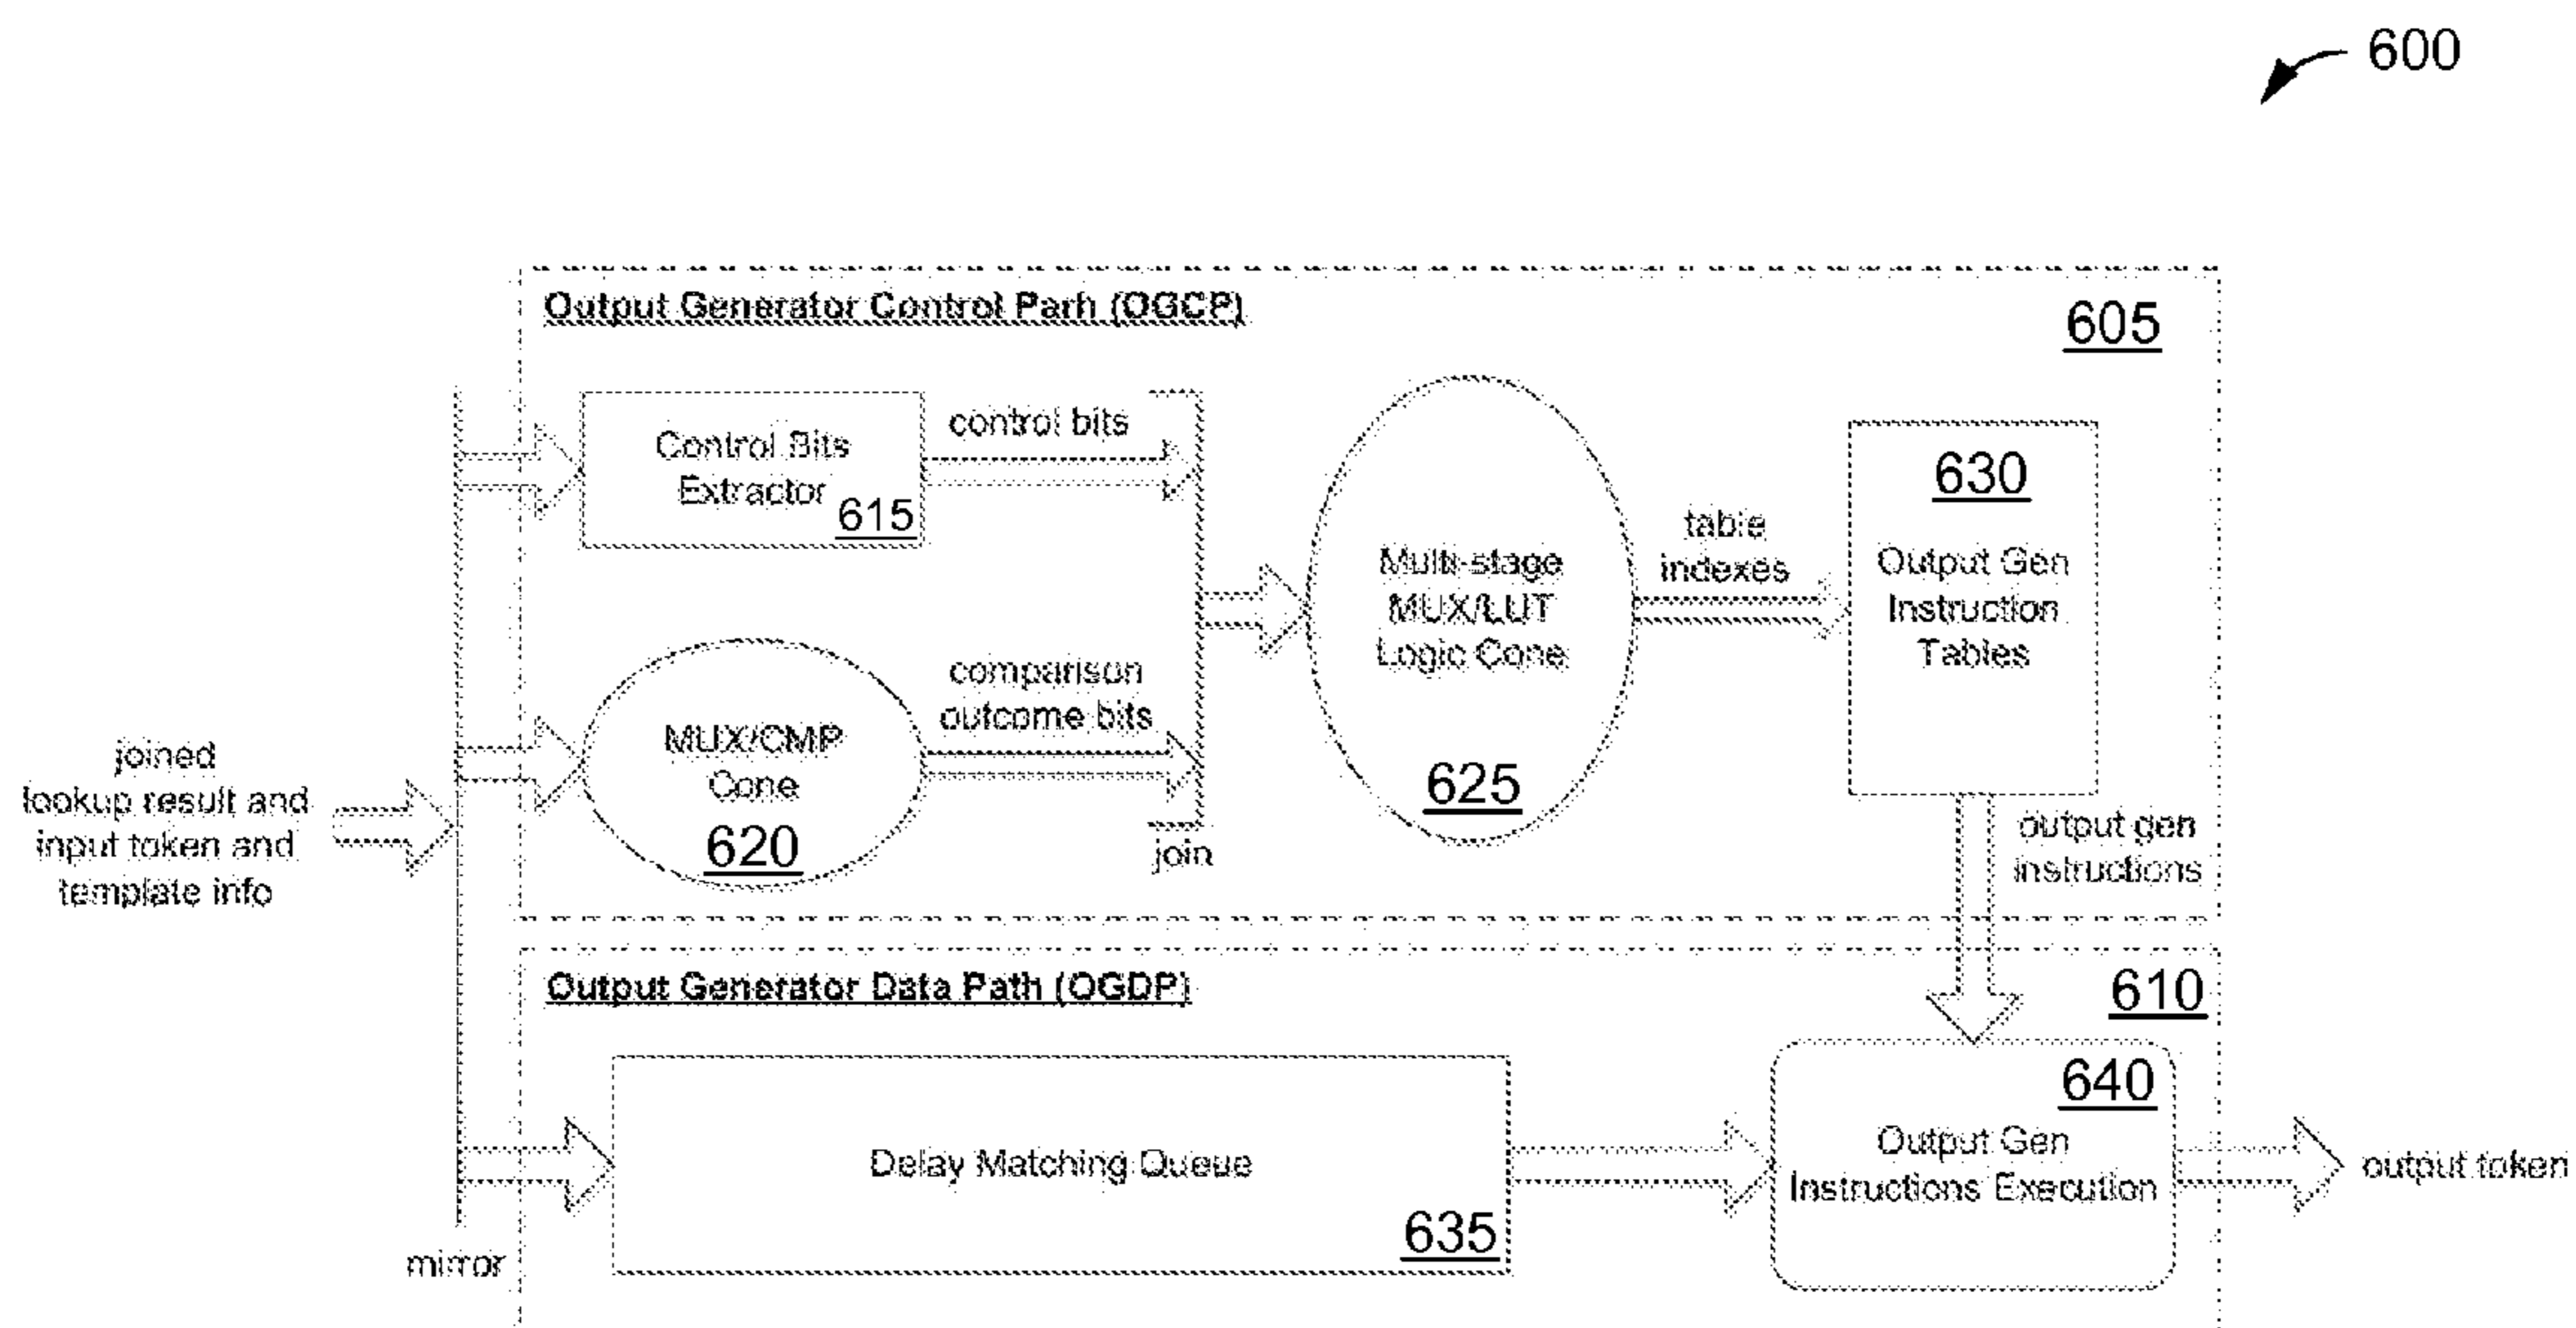 600
Output Generator Control Parh (OGCP)
605
Control Bits
Extractor
615
control bits
630
Output Gen
Instruction
Tables
table
indexes
Multi-stage
MUX/LUT
Logic Cone
625
comparison
outcome bits
MUX/CMP
Cone
620
join
joined
lookup result and
input token and
template info
output gen
instructions
Output Generator Data Path (OGDP)
610
Delay Matching Queue
635
640
Output Gen
Instructions Execution
output token
mirror